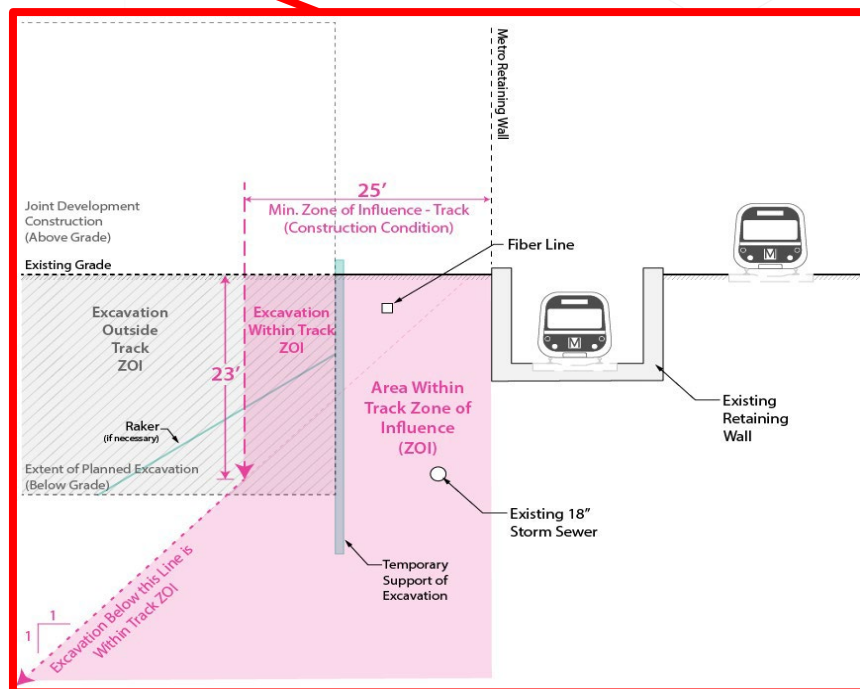 Metro Retaining Wall
25'
Min. Zone of Influence - Track
(Construction Condition)
Joint Development
Construction
(Above Grade)
Fiber Line
Existing Grade
M
M
Excavation
Outside
Track
ZOI
Excavation
Within Track
ZOI
23'
Area Within
Track Zone of
Influence
(ZOI)
Existing
Retaining
Wall
Raker
(if necessary)
Extent of Planned Excavation
(Below Grade)
Existing 18"
Storm Sewer
Temporary
Support of
Excavation
Excavation Below this Line is
Within Track ZOI
1
1